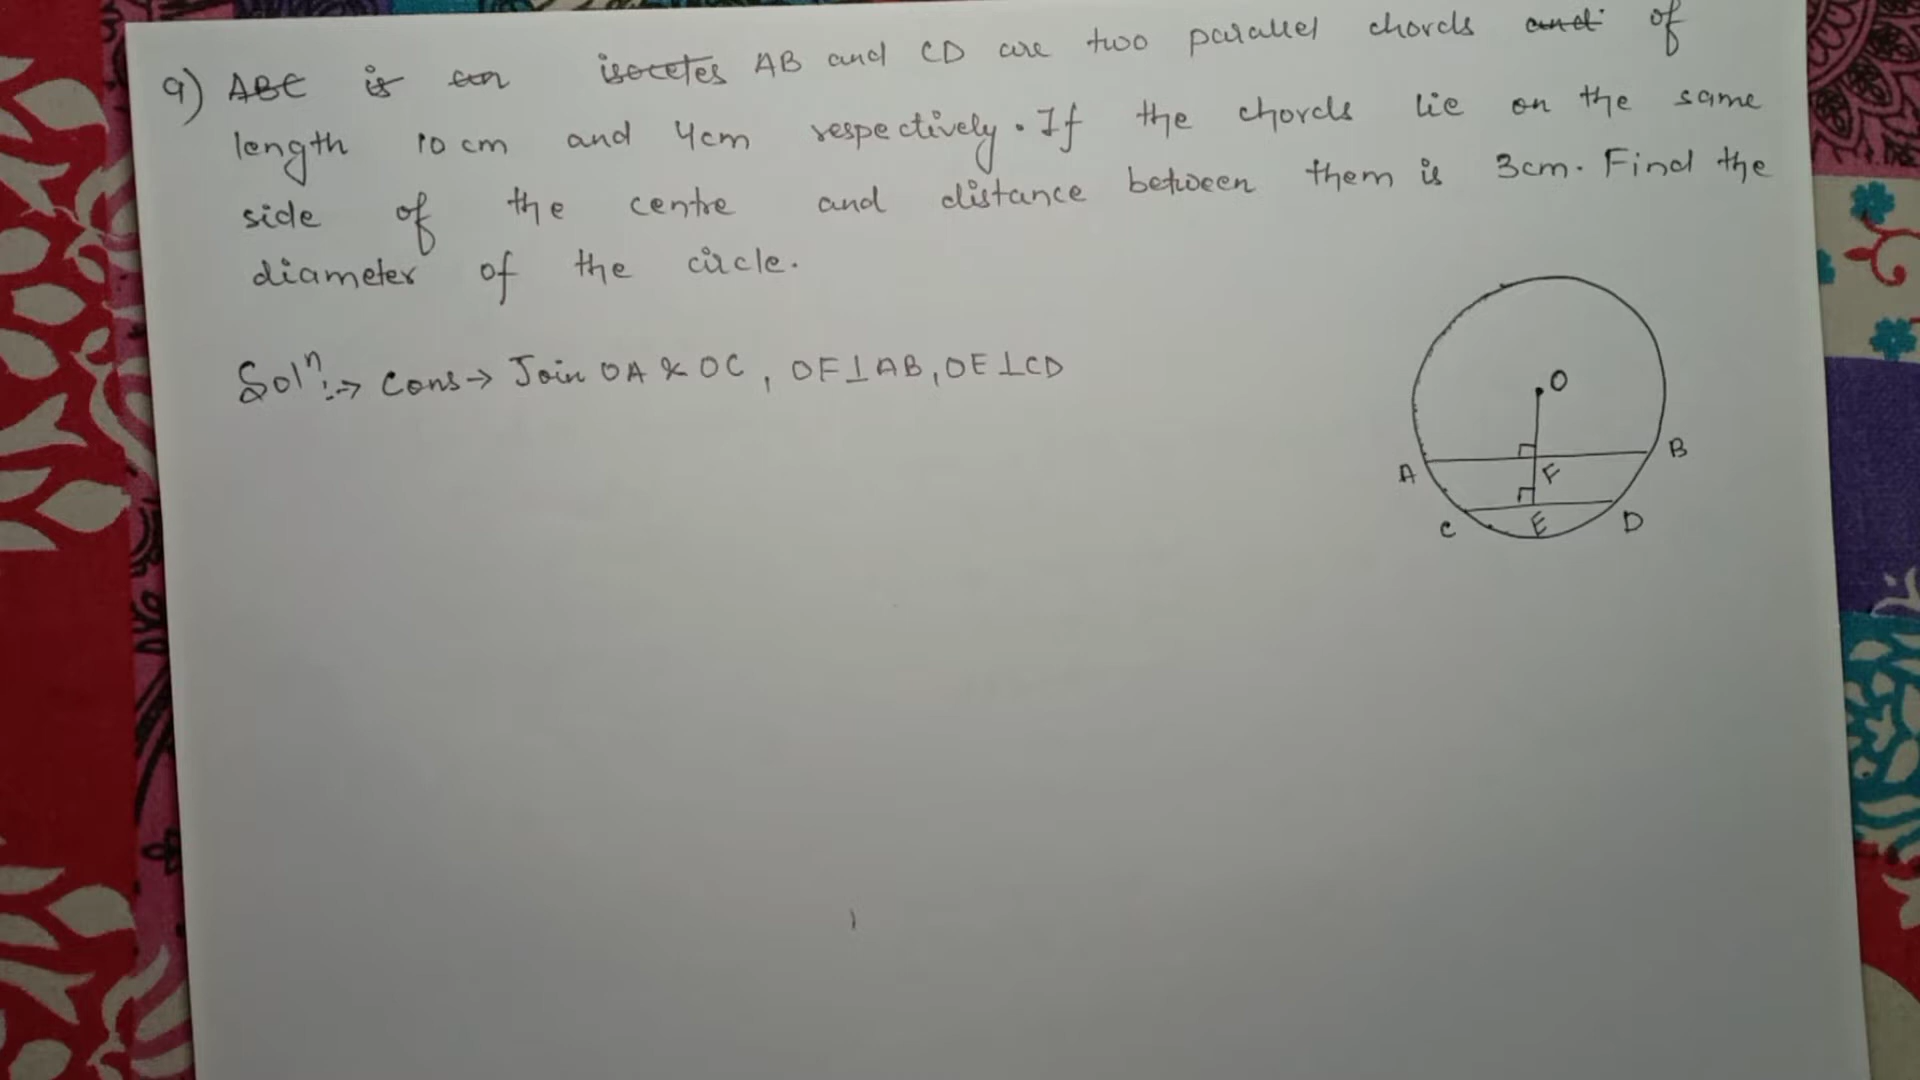 9) ABC is an isoceles AB and CD are two parallel chords and of
length 10 cm and 4cm respectively. If the chords lie on the same
side of the centre and distance between them is 3cm. Find the
diameter of the circle.
Solⁿ:→ Cons→ Join OA & OC, OF⊥AB, OE⊥CD
O
A
F
B
C
E
D